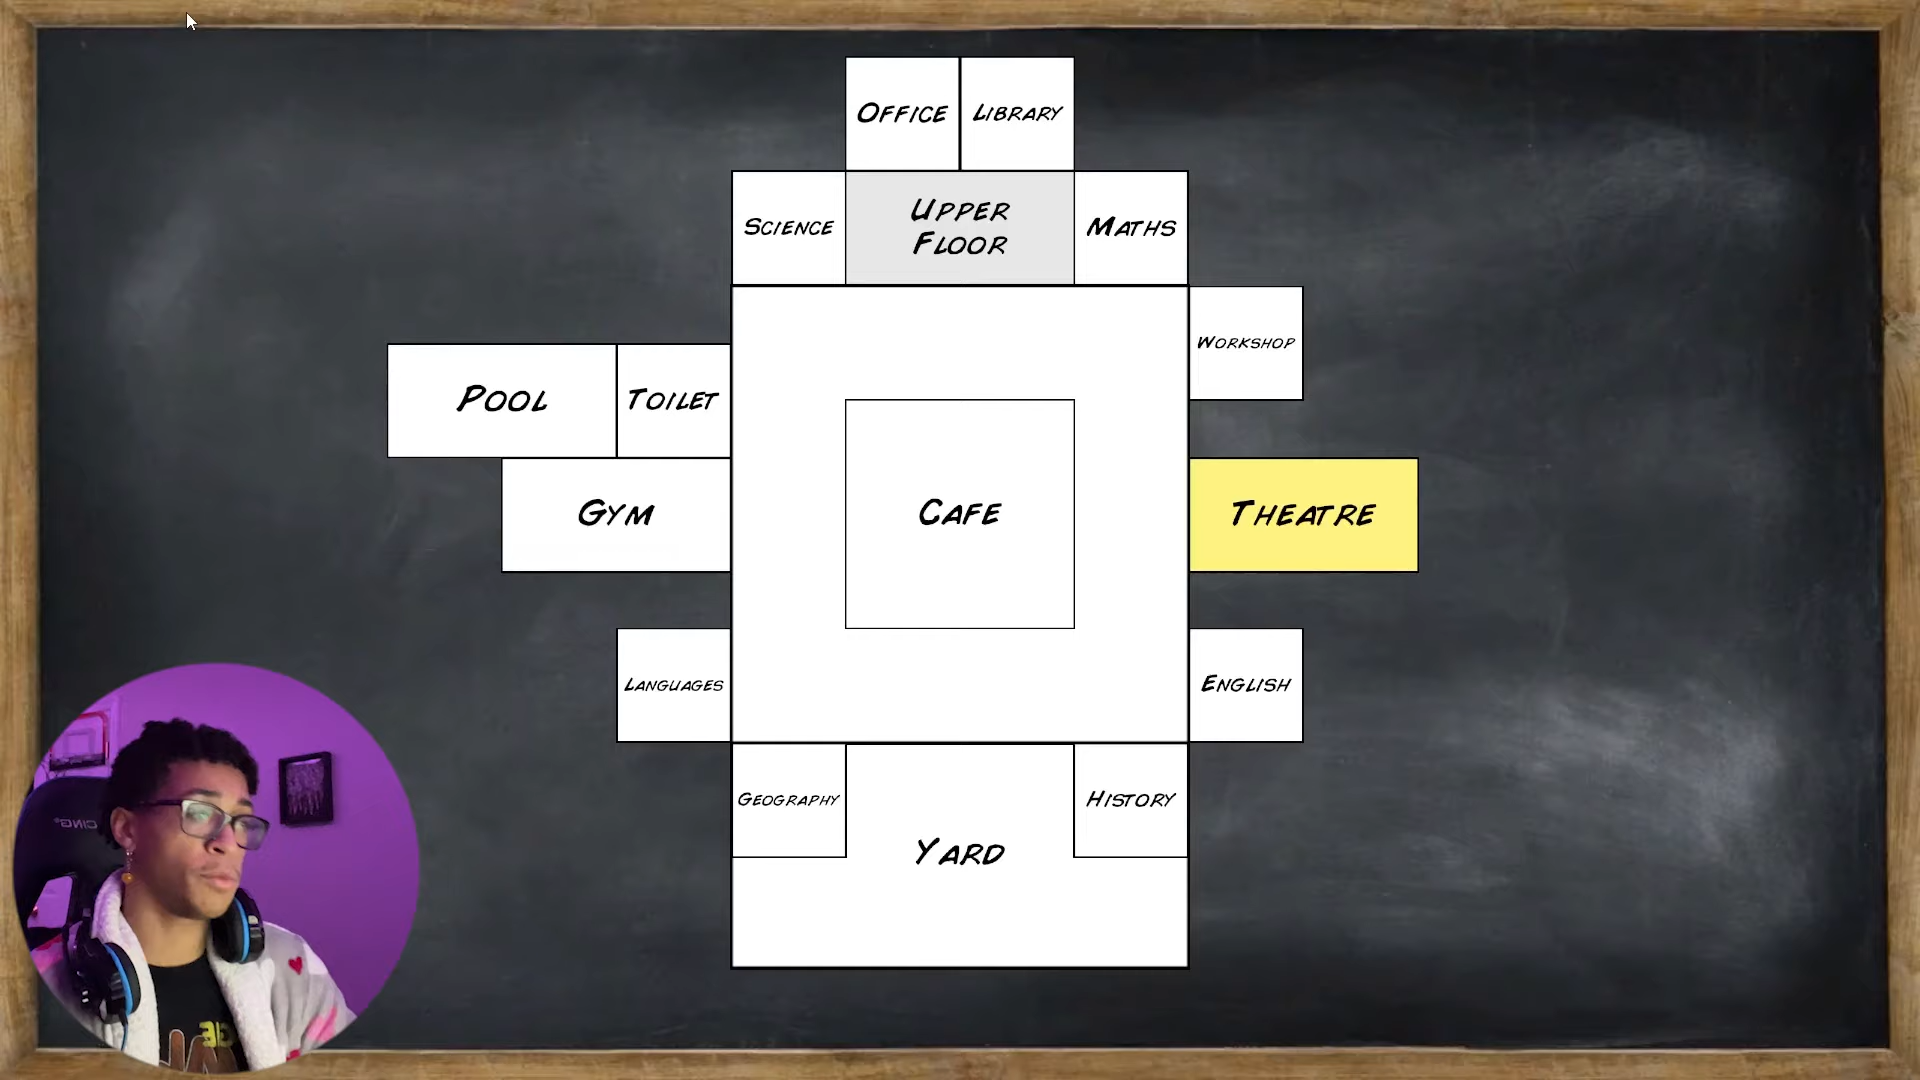 Office
Library
Science
Upper
Floor
Maths
Workshop
Pool
Toilet
Gym
Cafe
Theatre
Languages
English
Geography
History
Yard